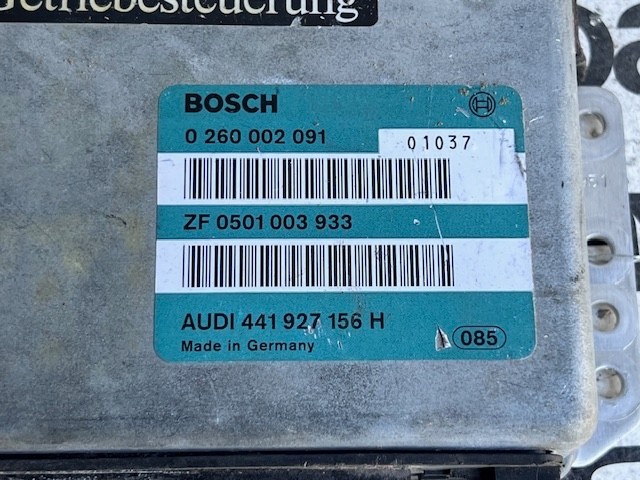 Getriebesteuerung
BOSCH
0 260 002 091
01037
ZF 0501 003 933
AUDI 441 927 156 H
Made in Germany
085